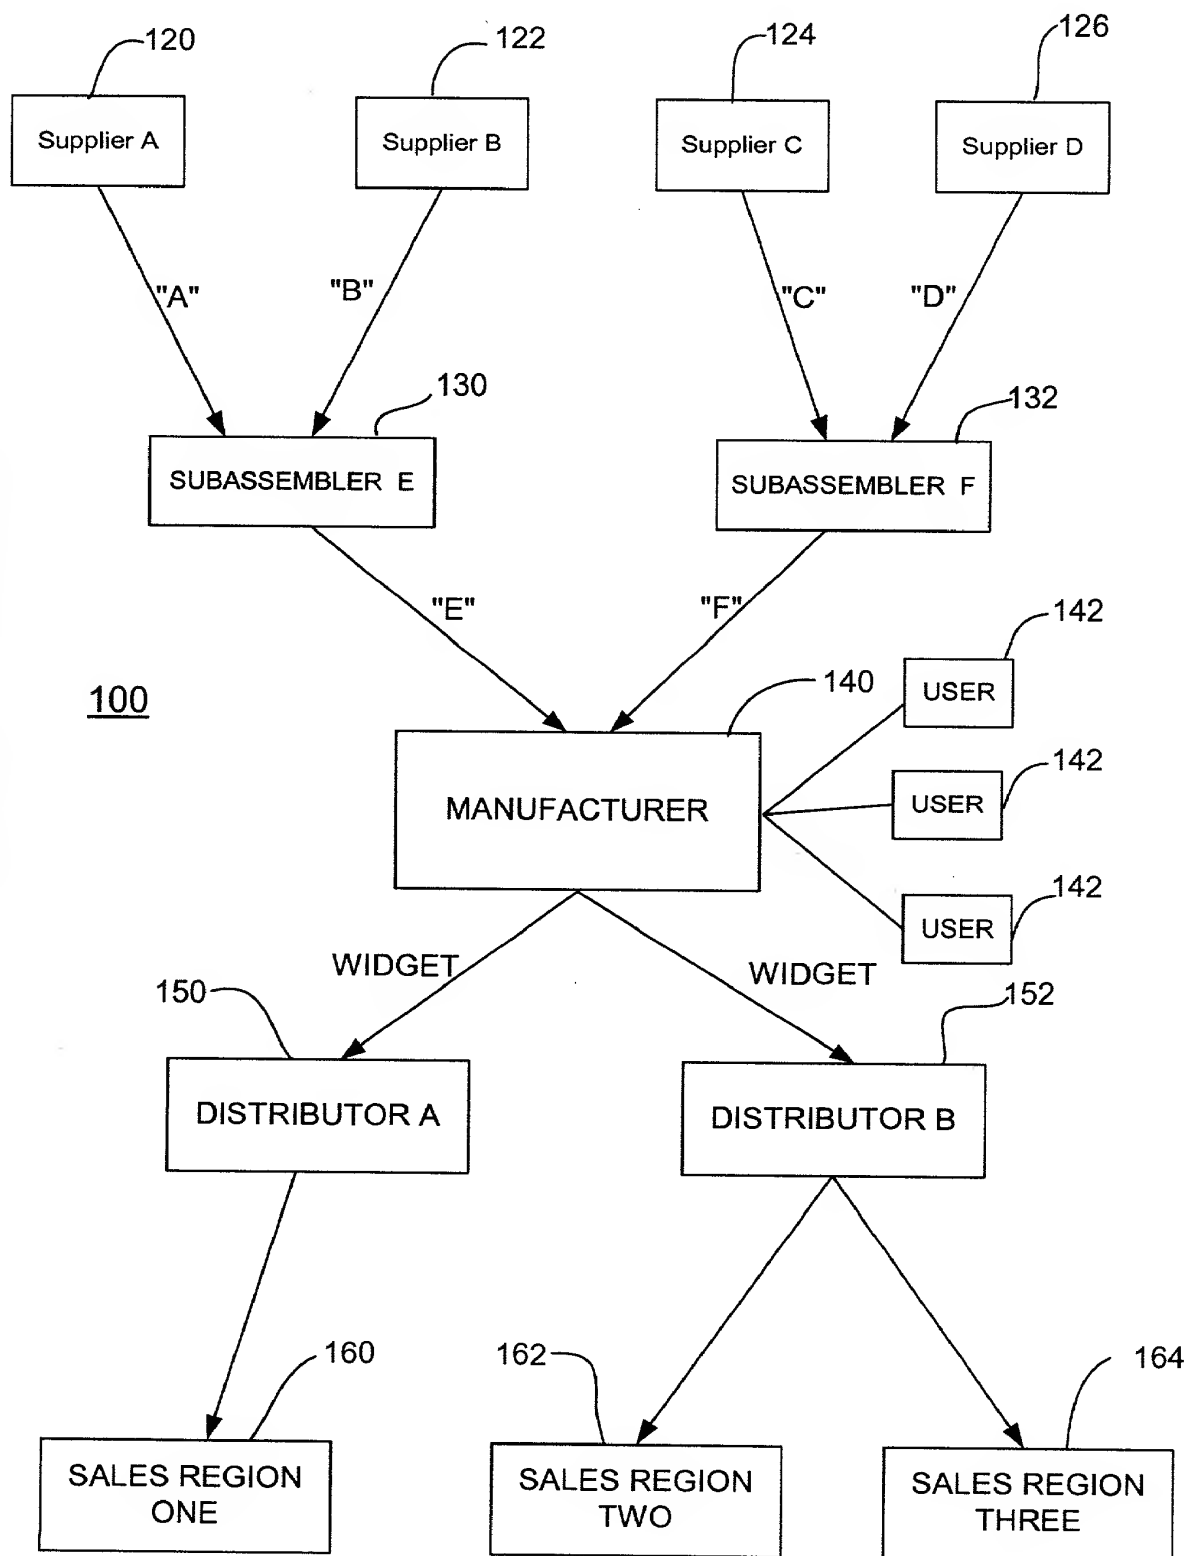 120
122
124
126
Supplier A
Supplier B
Supplier C
Supplier D
"A"
"B"
"C"
"D"
130
132
SUBASSEMBLER E
SUBASSEMBLER F
"E"
"F"
142
USER
100
140
142
MANUFACTURER
USER
142
USER
WIDGET
WIDGET
150
152
DISTRIBUTOR A
DISTRIBUTOR B
160
162
164
SALES REGION
ONE
SALES REGION
TWO
SALES REGION
THREE